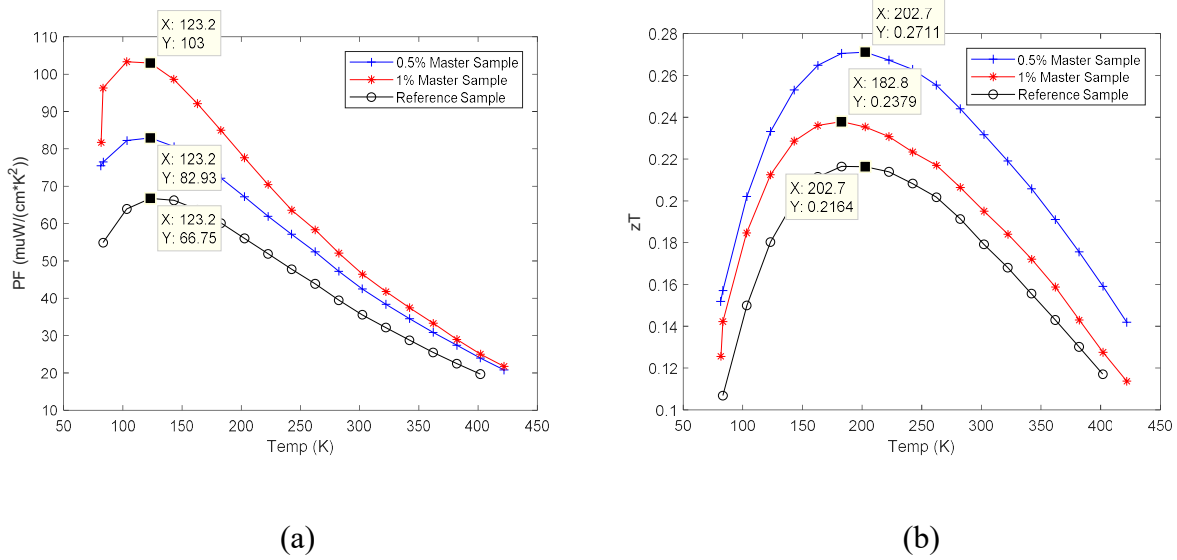 X: 123.2
Y: 103
110
100
90
80
70
60
50
40
30
20
10
PF (muW/(cm*K²))
0.5% Master Sample
1% Master Sample
Reference Sample
X: 123.2
Y: 82.93
X: 123.2
Y: 66.75
50 100 150 200 250 300 350 400 450
Temp (K)
(a)
X: 202.7
Y: 0.2711
0.28
0.26
0.24
0.22
0.2
0.18
0.16
0.14
0.12
0.1
zT
0.5% Master Sample
1% Master Sample
Reference Sample
X: 182.8
Y: 0.2379
X: 202.7
Y: 0.2164
50 100 150 200 250 300 350 400 450
Temp (K)
(b)